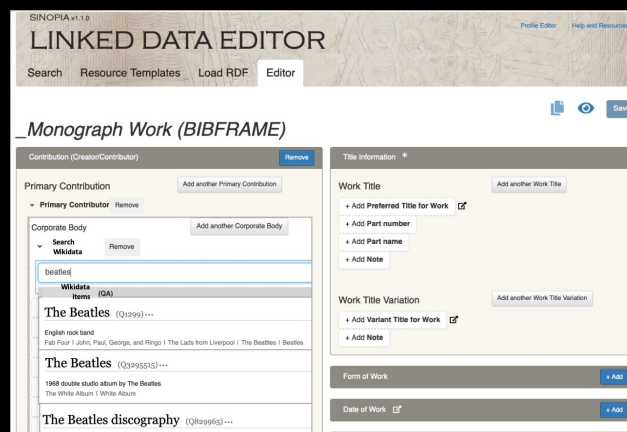 SINOPIA v1.1.0
Profile Editor Help and Resources
LINKED DATA EDITOR
Search Resource Templates Load RDF Editor
Save
_Monograph Work (BIBFRAME)
Contribution (Creator/Contributor) Remove
Primary Contribution Add another Primary Contribution
Primary Contributor Remove
Corporate Body Add another Corporate Body
Search Wikidata Remove
beatles
Wikidata items (QA)
The Beatles (Q1299)•••
English rock band
Fab Four I John, Paul, George, and Ringo I The Lads from Liverpool I The Beattles I Beatles
The Beatles (Q3295515)•••
1968 double studio album by The Beatles
The White Album I White Album
The Beatles discography (Q829965)•••
Title Information *
Work Title Add another Work Title
+ Add Preferred Title for Work
+ Add Part number
+ Add Part name
+ Add Note
Work Title Variation Add another Work Title Variation
+ Add Variant Title for Work
+ Add Note
Form of Work + Add
Date of Work + Add